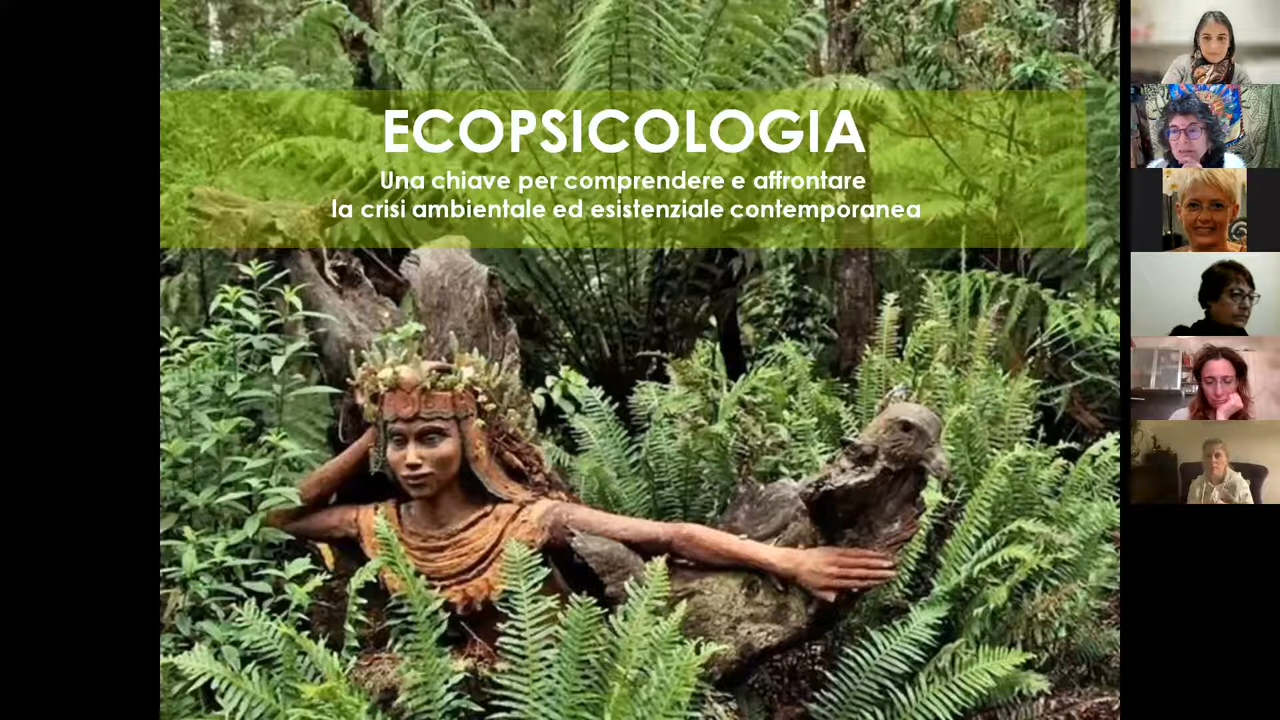 ECOPSICOLOGIA
Una chiave per comprendere e affrontare
la crisi ambientale ed esistenziale contemporanea